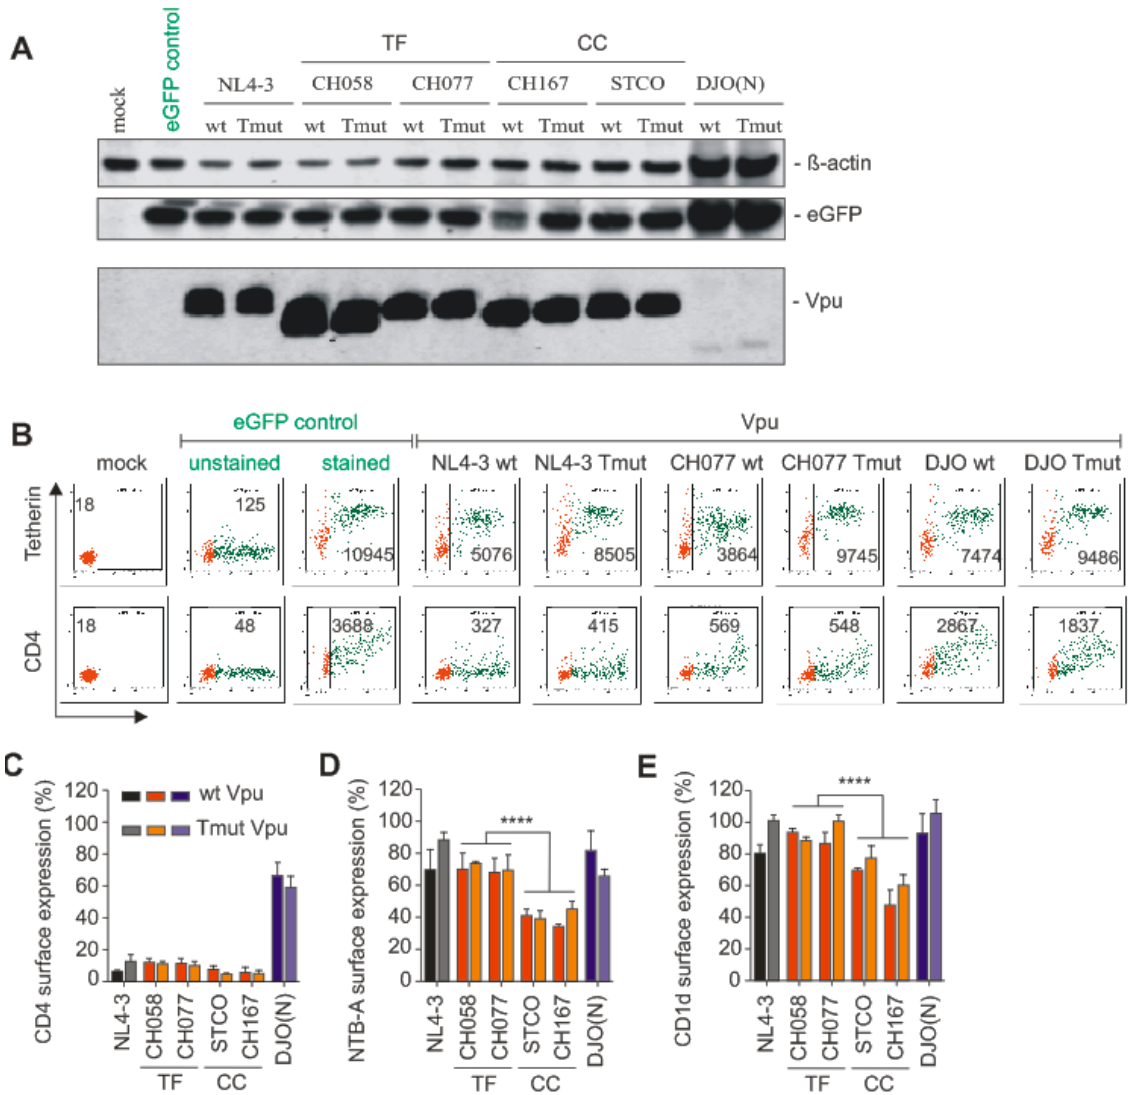 A
TF CC
mock eGFP control NL4-3 CH058 CH077 CH167 STCO DJO(N)
wt Tmut wt Tmut wt Tmut wt Tmut wt Tmut wt Tmut
- ß-actin
- eGFP
- Vpu
B
eGFP control Vpu
mock unstained stained NL4-3 wt NL4-3 Tmut CH077 wt CH077 Tmut DJO wt DJO Tmut
Tetherin
18 125 10945 5076 8505 3864 9745 7474 9486
CD4
18 48 3688 327 415 569 548 2867 1837
C
CD4 surface expression (%)
120
100
80
60
40
20
0
wt Vpu
Tmut Vpu
NL4-3 CH058 CH077 STCO CH167 DJO(N)
TF CC
D
NTB-A surface expression (%)
120
100
80
60
40
20
0
****
NL4-3 CH058 CH077 STCO CH167 DJO(N)
TF CC
E
CD1d surface expression (%)
120
100
80
60
40
20
0
****
NL4-3 CH058 CH077 STCO CH167 DJO(N)
TF CC